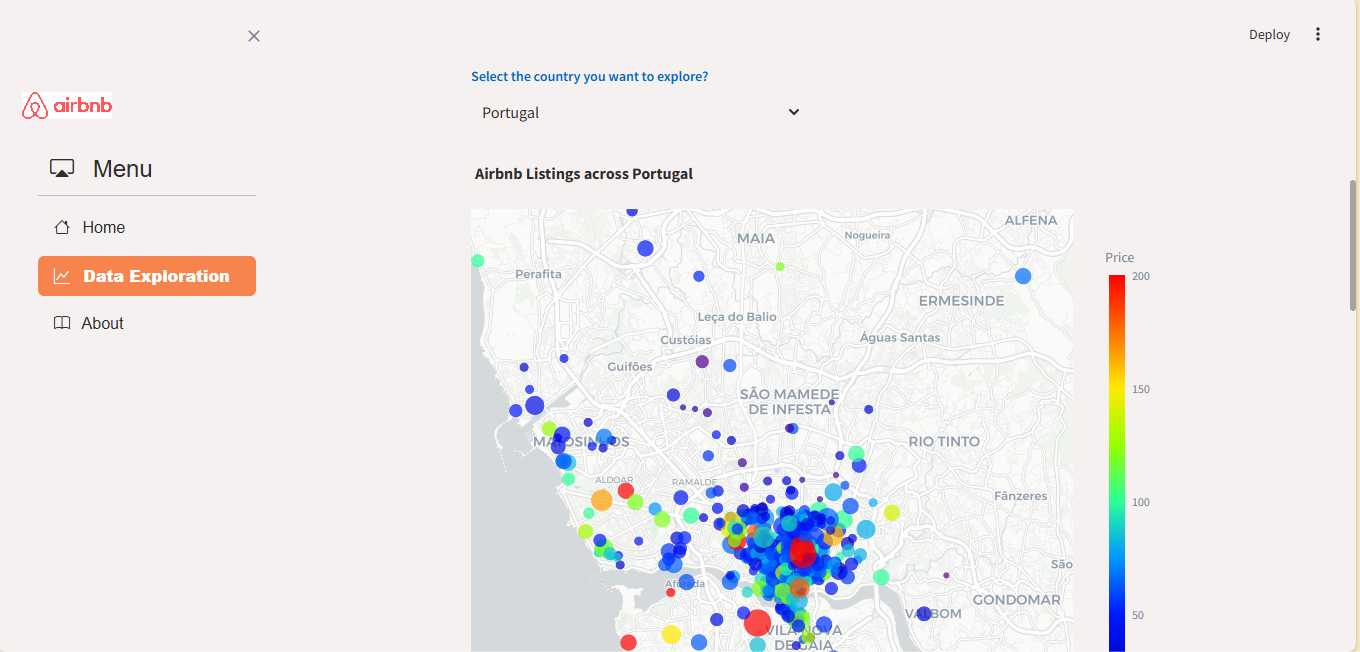 Deploy
airbnb
Menu
Home
Data Exploration
About
Select the country you want to explore?
Portugal
Airbnb Listings across Portugal
ALFENA
MAIA
Nogueira
Perafita
ERMESINDE
Leça do Balio
Custóias
Águas Santas
Guifões
SÃO MAMEDE
DE INFESTA
MATOSINHOS
RIO TINTO
ALDOAR
RAMALDE
Fânzeres
São
Afurada
GONDOMAR
VALBOM
VILA NOVA
DE GAIA
Price
200
150
100
50